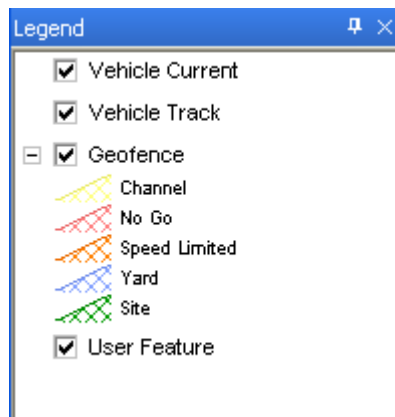 Legend
Vehicle Current
Vehicle Track
Geofence
Channel
No Go
Speed Limited
Yard
Site
User Feature